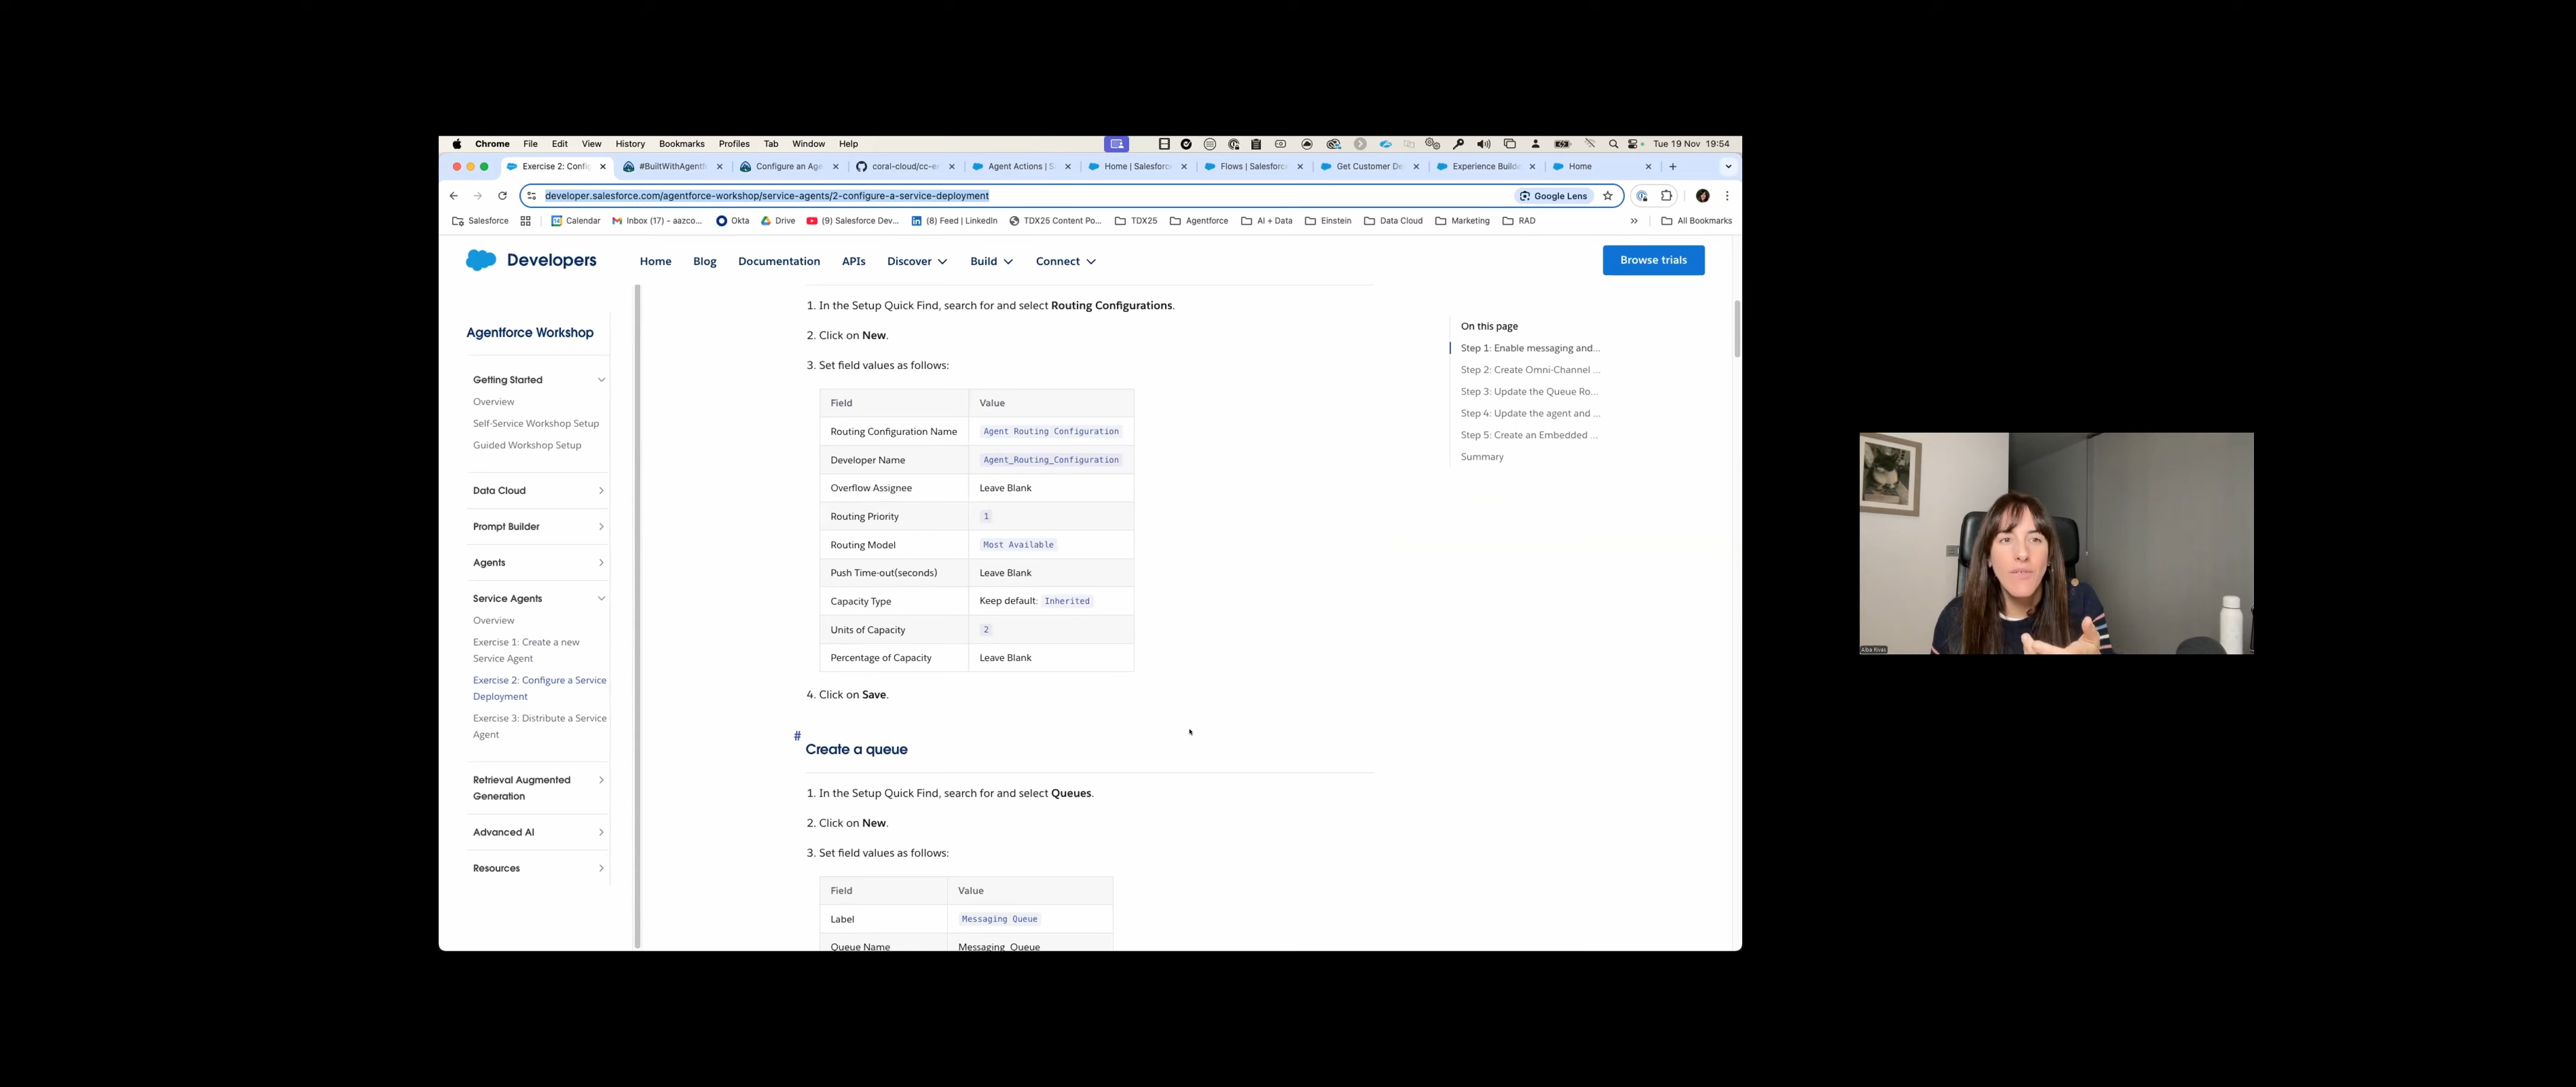 Chrome File Edit View History Bookmarks Profiles Tab Window Help Tue 19 Nov 19:54
Exercise 2: Config #BuiltWithAgentf Configure an Age coral-cloud/cc-e Agent Actions | S Home | Salesforc Flows | Salesforc Get Customer De Experience Builde Home
developer.salesforce.com/agentforce-workshop/service-agents/2-configure-a-service-deployment Google Lens
Salesforce Calendar Inbox (17) - aazco... Okta Drive (9) Salesforce Dev... (8) Feed | LinkedIn TDX25 Content Po... TDX25 Agentforce AI + Data Einstein Data Cloud Marketing RAD All Bookmarks
Developers Home Blog Documentation APIs Discover Build Connect Browse trials
Agentforce Workshop
Getting Started
Overview
Self-Service Workshop Setup
Guided Workshop Setup
Data Cloud
Prompt Builder
Agents
Service Agents
Overview
Exercise 1: Create a new
Service Agent
Exercise 2: Configure a Service
Deployment
Exercise 3: Distribute a Service
Agent
Retrieval Augmented
Generation
Advanced AI
Resources
1. In the Setup Quick Find, search for and select Routing Configurations.
2. Click on New.
3. Set field values as follows:
Field Value
Routing Configuration Name Agent Routing Configuration
Developer Name Agent_Routing_Configuration
Overflow Assignee Leave Blank
Routing Priority 1
Routing Model Most Available
Push Time-out(seconds) Leave Blank
Capacity Type Keep default: Inherited
Units of Capacity 2
Percentage of Capacity Leave Blank
4. Click on Save.
#
Create a queue
1. In the Setup Quick Find, search for and select Queues.
2. Click on New.
3. Set field values as follows:
Field Value
Label Messaging Queue
Queue Name Messaging_Queue
On this page
Step 1: Enable messaging and...
Step 2: Create Omni-Channel ...
Step 3: Update the Queue Ro...
Step 4: Update the agent and ...
Step 5: Create an Embedded ...
Summary
Alba Rivas